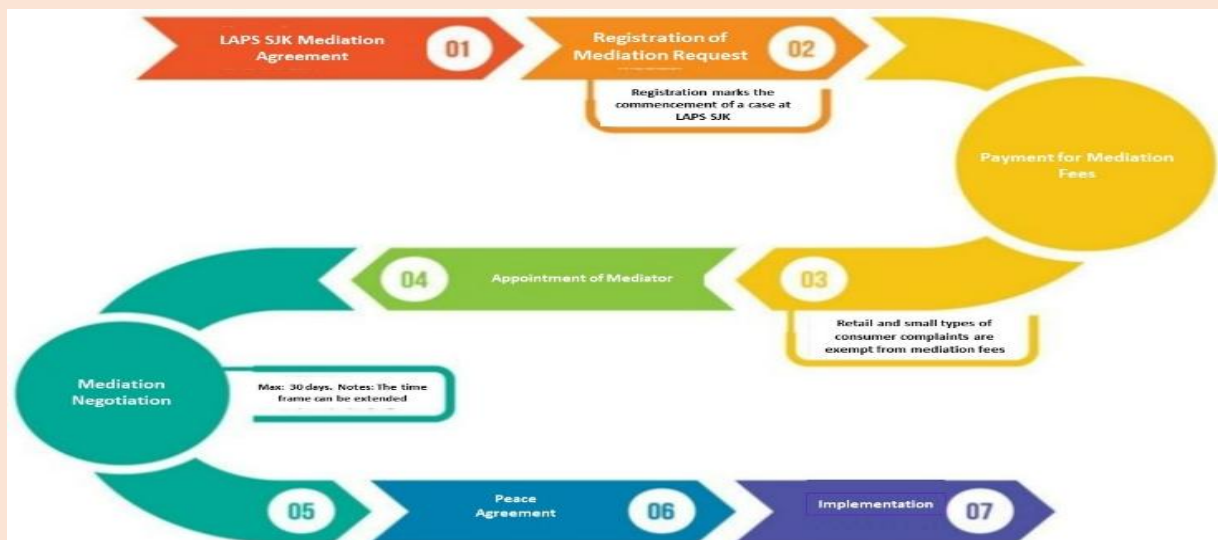 LAPS SJK Mediation
Agreement
01
Registration of
Mediation Request
02
Registration marks the
commencement of a case at
LAPS SJK
Payment for Mediation
Fees
03
Retail and small types of
consumer complaints are
exempt from mediation fees
04
Appointment of Mediator
Mediation
Negotiation
Max: 30 days. Notes: The time
frame can be extended
05
Peace
Agreement
06
Implementation
07